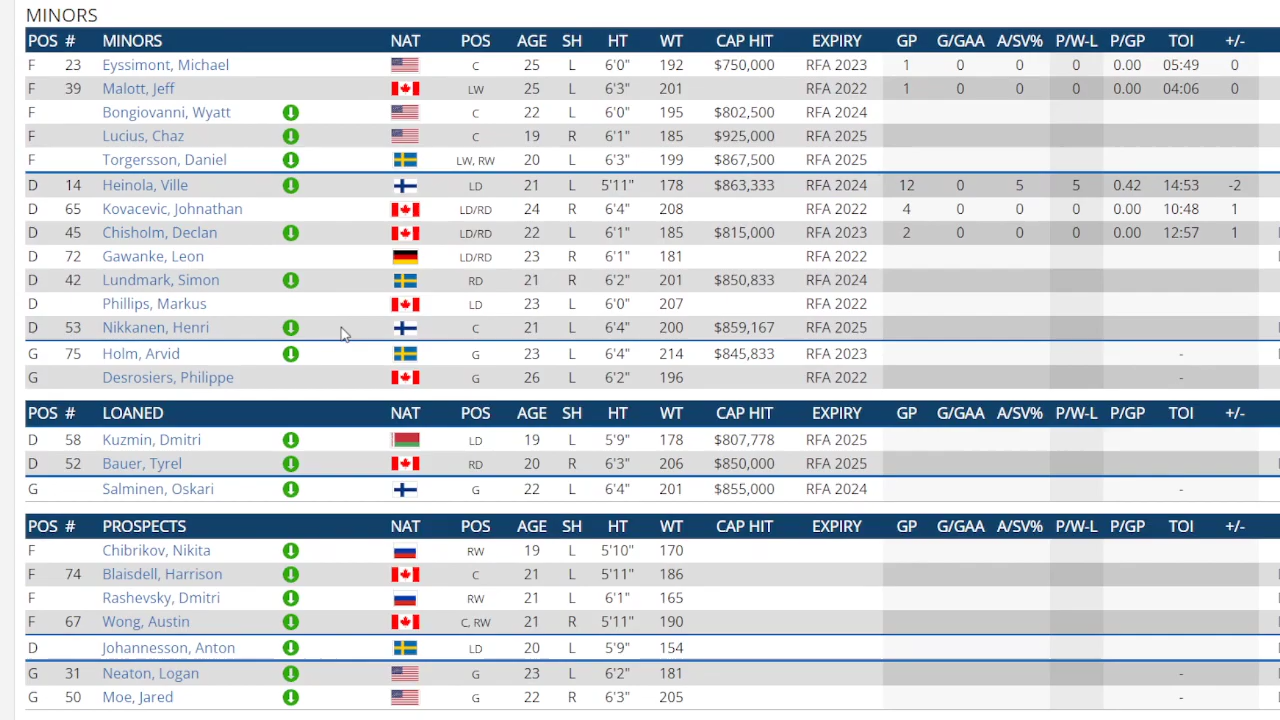 MINORS
POS # MINORS NAT POS AGE SH HT WT CAP HIT EXPIRY GP G/GAA A/SV% P/W-L P/GP TOI +/-
F 23 Eyssimont, Michael C 25 L 6'0" 192 $750,000 RFA 2023 1 0 0 0 0.00 05:49 0
F 39 Malott, Jeff LW 25 L 6'3" 201 RFA 2022 1 0 0 0 0.00 04:06 0
F Bongiovanni, Wyatt C 22 L 6'0" 195 $802,500 RFA 2024
F Lucius, Chaz C 19 R 6'1" 185 $925,000 RFA 2025
F Torgersson, Daniel LW, RW 20 L 6'3" 199 $867,500 RFA 2025
D 14 Heinola, Ville LD 21 L 5'11" 178 $863,333 RFA 2024 12 0 5 5 0.42 14:53 -2
D 65 Kovacevic, Johnathan LD/RD 24 R 6'4" 208 RFA 2022 4 0 0 0 0.00 10:48 1
D 45 Chisholm, Declan LD/RD 22 L 6'1" 185 $815,000 RFA 2023 2 0 0 0 0.00 12:57 1
D 72 Gawanke, Leon LD/RD 23 R 6'1" 181 RFA 2022
D 42 Lundmark, Simon RD 21 R 6'2" 201 $850,833 RFA 2024
D Phillips, Markus LD 23 L 6'0" 207 RFA 2022
D 53 Nikkanen, Henri C 21 L 6'4" 200 $859,167 RFA 2025
G 75 Holm, Arvid G 23 L 6'4" 214 $845,833 RFA 2023 -
G Desrosiers, Philippe G 26 L 6'2" 196 RFA 2022 -
POS # LOANED NAT POS AGE SH HT WT CAP HIT EXPIRY GP G/GAA A/SV% P/W-L P/GP TOI +/-
D 58 Kuzmin, Dmitri LD 19 L 5'9" 178 $807,778 RFA 2025
D 52 Bauer, Tyrel RD 20 R 6'3" 206 $850,000 RFA 2025
G Salminen, Oskari G 22 L 6'4" 201 $855,000 RFA 2024 -
POS # PROSPECTS NAT POS AGE SH HT WT CAP HIT EXPIRY GP G/GAA A/SV% P/W-L P/GP TOI +/-
F Chibrikov, Nikita RW 19 L 5'10" 170
F 74 Blaisdell, Harrison C 21 L 5'11" 186
F Rashevsky, Dmitri RW 21 L 6'1" 165
F 67 Wong, Austin C, RW 21 R 5'11" 190
D Johannesson, Anton LD 20 L 5'9" 154
G 31 Neaton, Logan G 23 L 6'2" 181 -
G 50 Moe, Jared G 22 R 6'3" 205 -